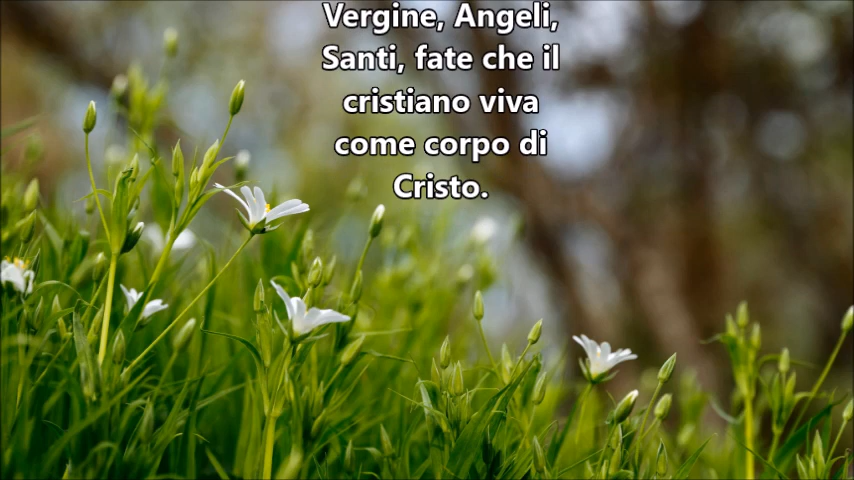 Vergine, Angeli,
Santi, fate che il
cristiano viva
come corpo di
Cristo.